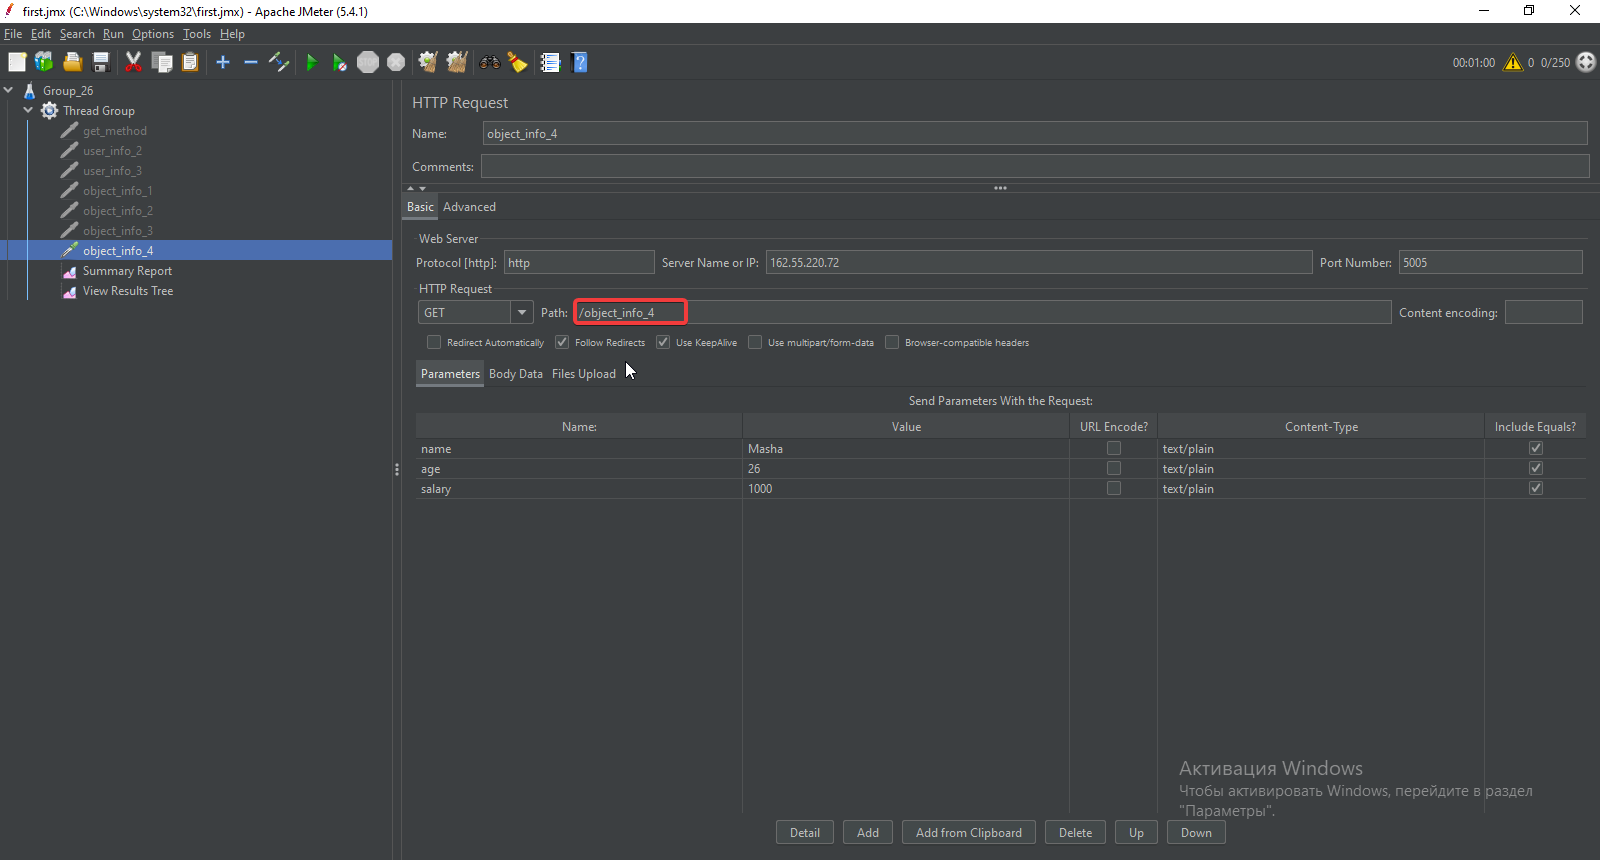 first.jmx (C:\Windows\system32\first.jmx) - Apache JMeter (5.4.1)
File Edit Search Run Options Tools Help
STOP 00:01:00 0 0/250
Group_26
Thread Group
get_method
user_info_2
user_info_3
object_info_1
object_info_2
object_info_3
object_info_4
Summary Report
View Results Tree
HTTP Request
Name: object_info_4
Comments:
Basic Advanced
Web Server
Protocol [http]: http Server Name or IP: 162.55.220.72 Port Number: 5005
HTTP Request
GET Path: /object_info_4 Content encoding:
Redirect Automatically Follow Redirects Use KeepAlive Use multipart/form-data Browser-compatible headers
Parameters Body Data Files Upload
Send Parameters With the Request:
Name: Value URL Encode? Content-Type Include Equals?
name Masha text/plain
age 26 text/plain
salary 1000 text/plain
Активация Windows
Чтобы активировать Windows, перейдите в раздел
"Параметры".
Detail Add Add from Clipboard Delete Up Down